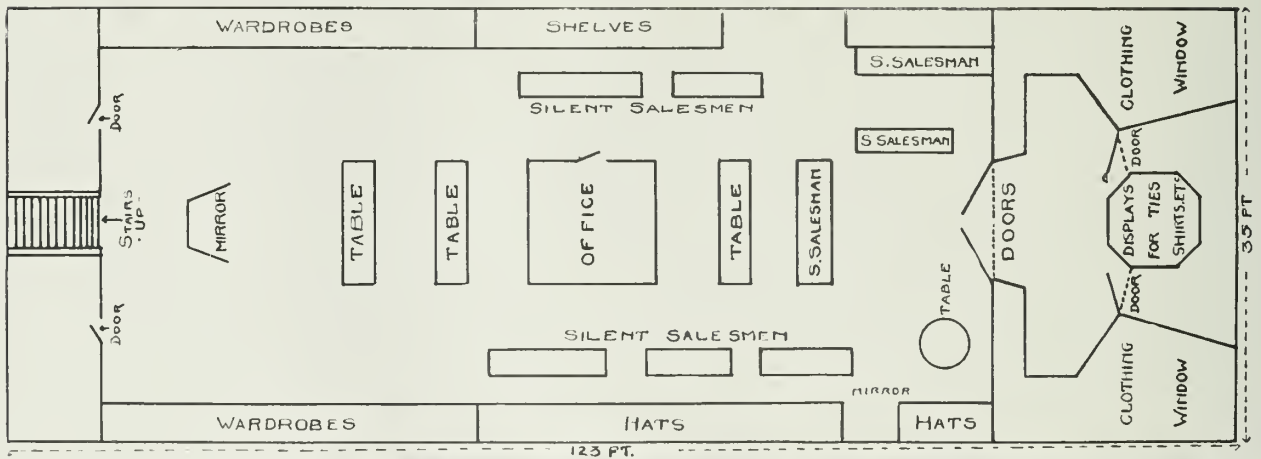 WARDROBES
SHELVES
S. SALESMAN
CLOTHING
WINDOW
DOOR
SILENT SALESMEN
S SALESMAN
DOOR
STAIRS
UP
MIRROR
TABLE
TABLE
OFFICE
TABLE
S. SALESMAN
DOORS
DISPLAYS
FOR TIES
SHIRTS. ETC
35 FT
TABLE
DOOR
DOOR
SILENT SALESMEN
MIRROR
CLOTHING
WINDOW
WARDROBES
HATS
HATS
123 FT.